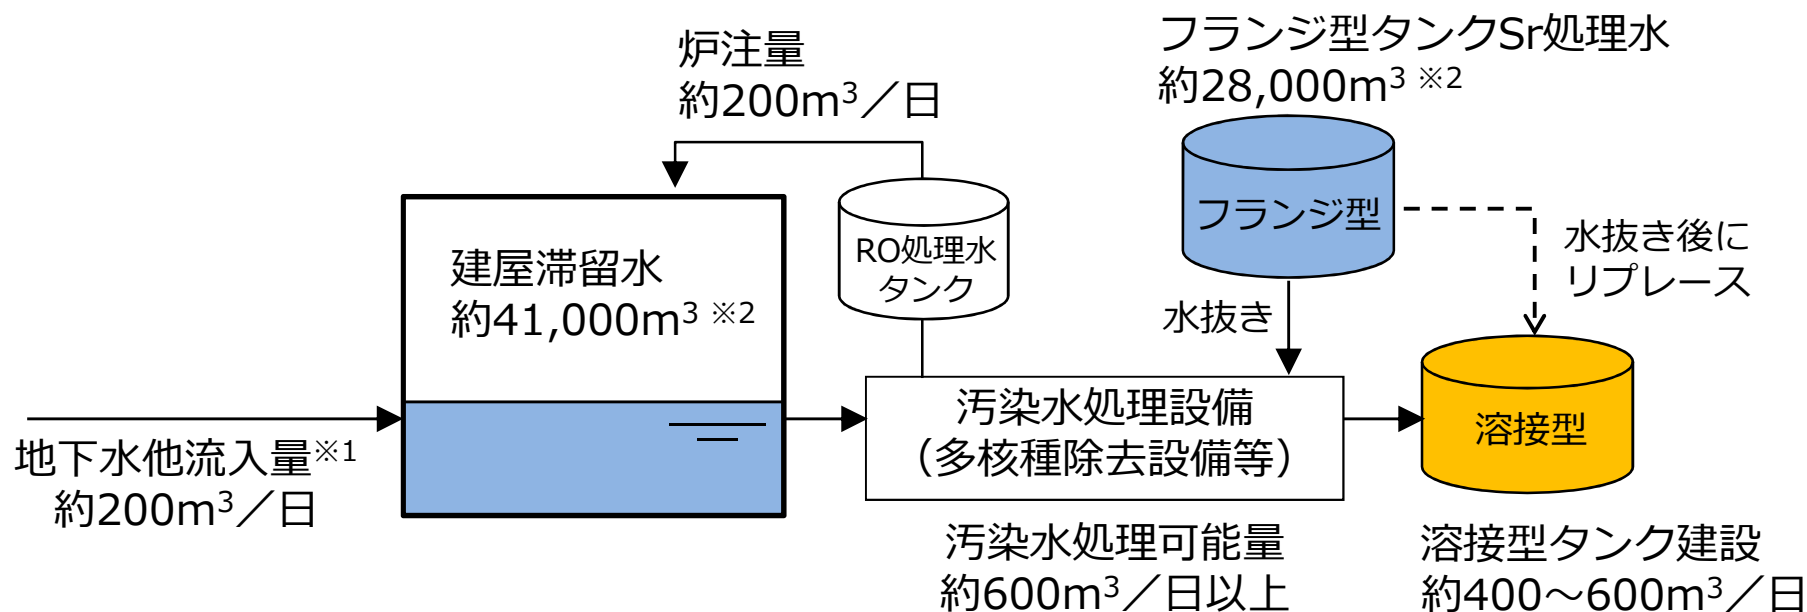 炉注量
約200m3／日
フランジ型タンクSr処理水
約28,000m3 ※2
フランジ型
RO処理水
タンク
水抜き後に
リプレース
建屋滞留水
約41,000m3 ※2
水抜き
地下水他流入量※1
約200m3／日
汚染水処理設備
（多核種除去設備等）
溶接型
汚染水処理可能量
約600m3／日以上
溶接型タンク建設
約400～600m3／日